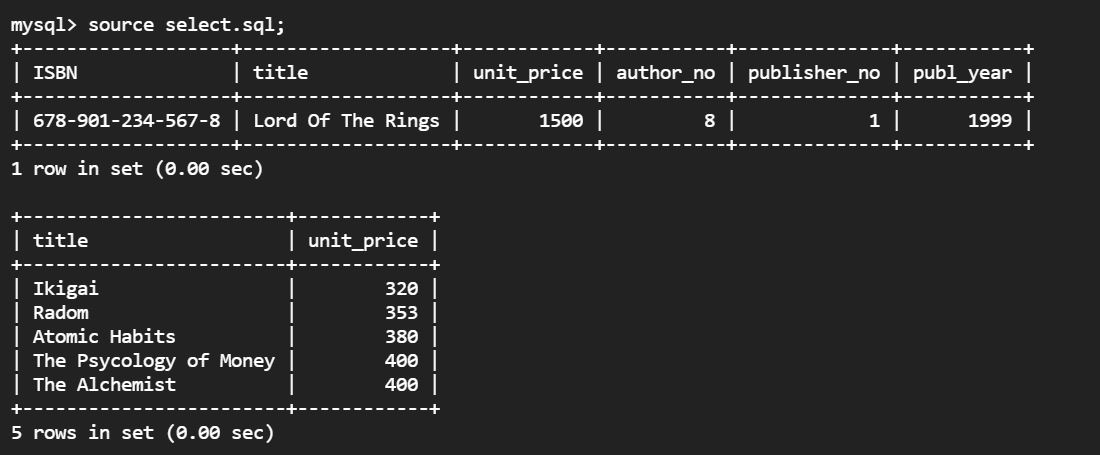 mysql> source select.sql;
+-------------------+-------------------+------------+-----------+--------------+-----------+
| ISBN              | title             | unit_price | author_no | publisher_no | publ_year |
+-------------------+-------------------+------------+-----------+--------------+-----------+
| 678-901-234-567-8 | Lord Of The Rings |       1500 |         8 |            1 |      1999 |
+-------------------+-------------------+------------+-----------+--------------+-----------+
1 row in set (0.00 sec)

+------------------------+------------+
| title                  | unit_price |
+------------------------+------------+
| Ikigai                 |        320 |
| Radom                  |        353 |
| Atomic Habits          |        380 |
| The Psycology of Money |        400 |
| The Alchemist          |        400 |
+------------------------+------------+
5 rows in set (0.00 sec)